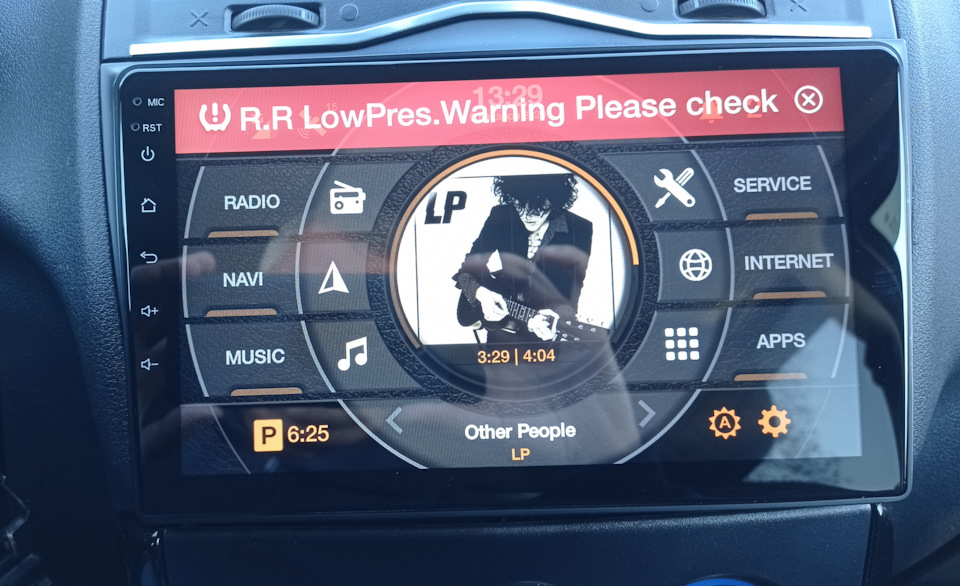 13:29
R.R LowPres.Warning Please check
MIC
RST
RADIO
NAVI
MUSIC
LP
3:29 | 4:04
SERVICE
INTERNET
APPS
P 6:25
Other People
LP
A